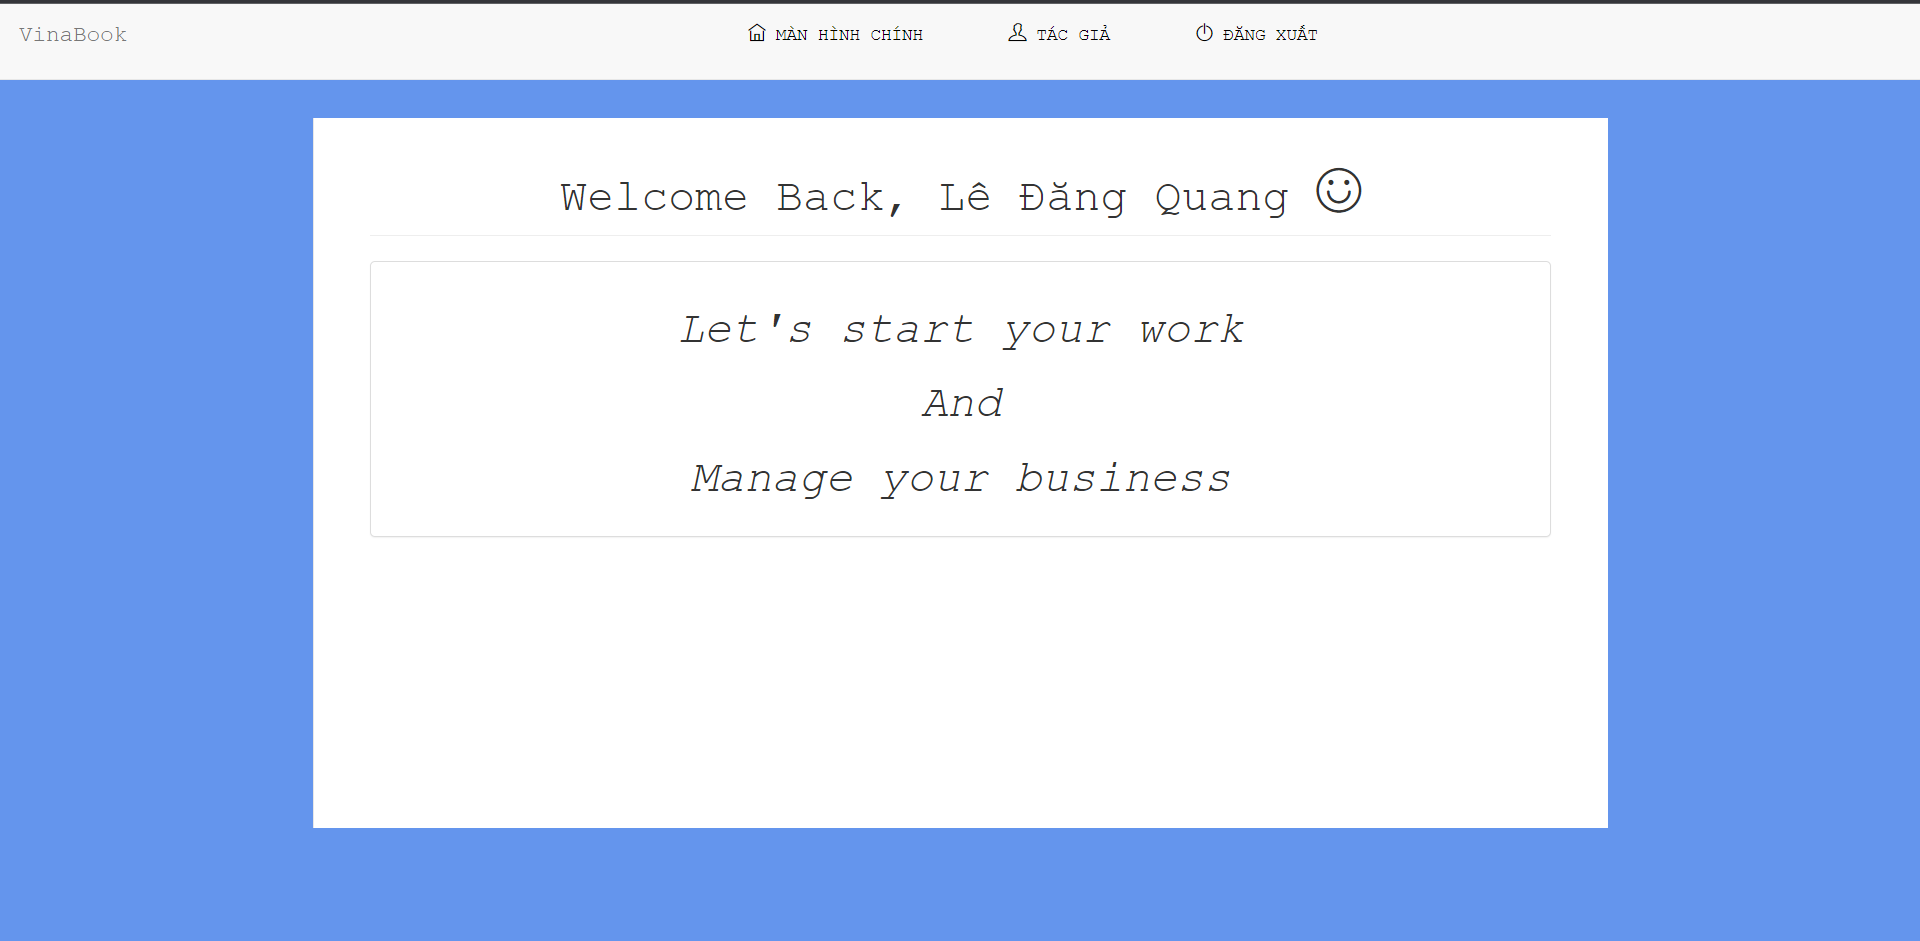 VinaBook
MÀN HÌNH CHÍNH
TÁC GIẢ
ĐĂNG XUẤT
Welcome Back, Lê Đăng Quang
Let's start your work
And
Manage your business